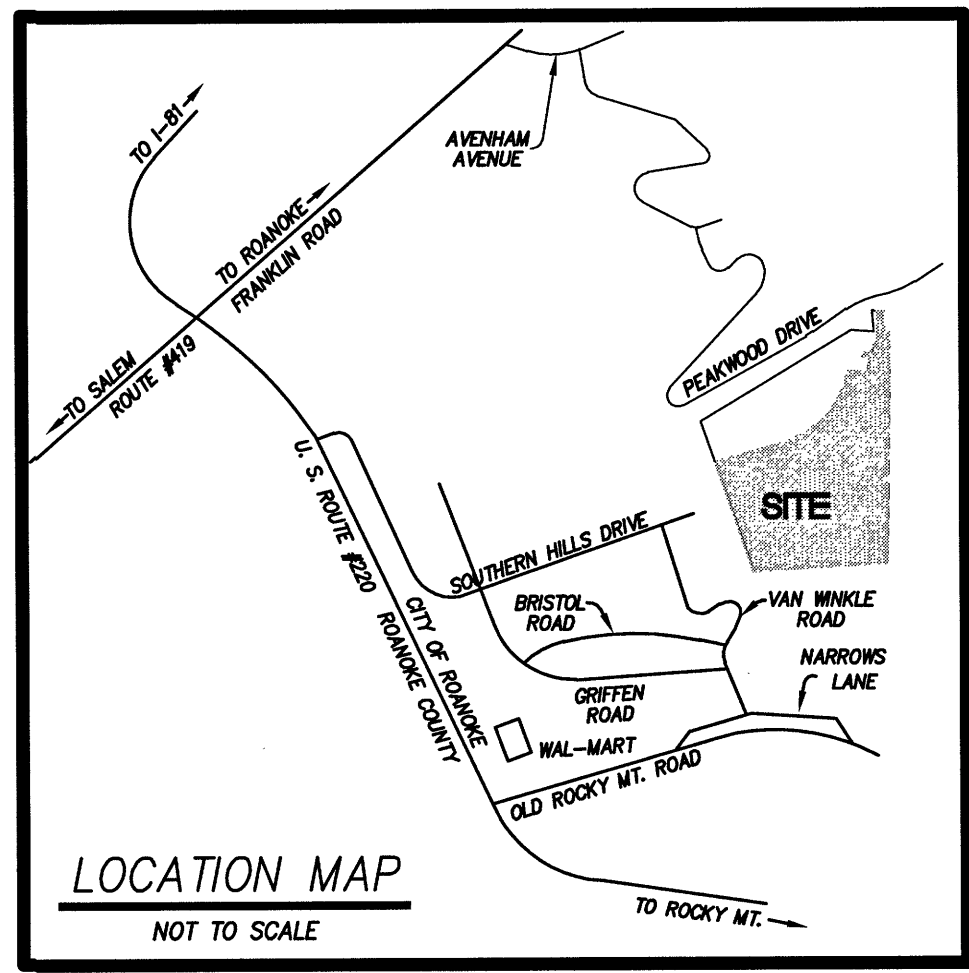 AVENHAM
AVENUE
TO I-81
TO ROANOKE
FRANKLIN ROAD
TO SALEM
ROUTE #419
PEAKWOOD DRIVE
SITE
U. S. ROUTE #220
ROANOKE COUNTY
CITY OF ROANOKE
SOUTHERN HILLS DRIVE
BRISTOL
ROAD
VAN WINKLE
ROAD
NARROWS
LANE
GRIFFEN
ROAD
WAL-MART
OLD ROCKY MT. ROAD
TO ROCKY MT.
LOCATION MAP
NOT TO SCALE